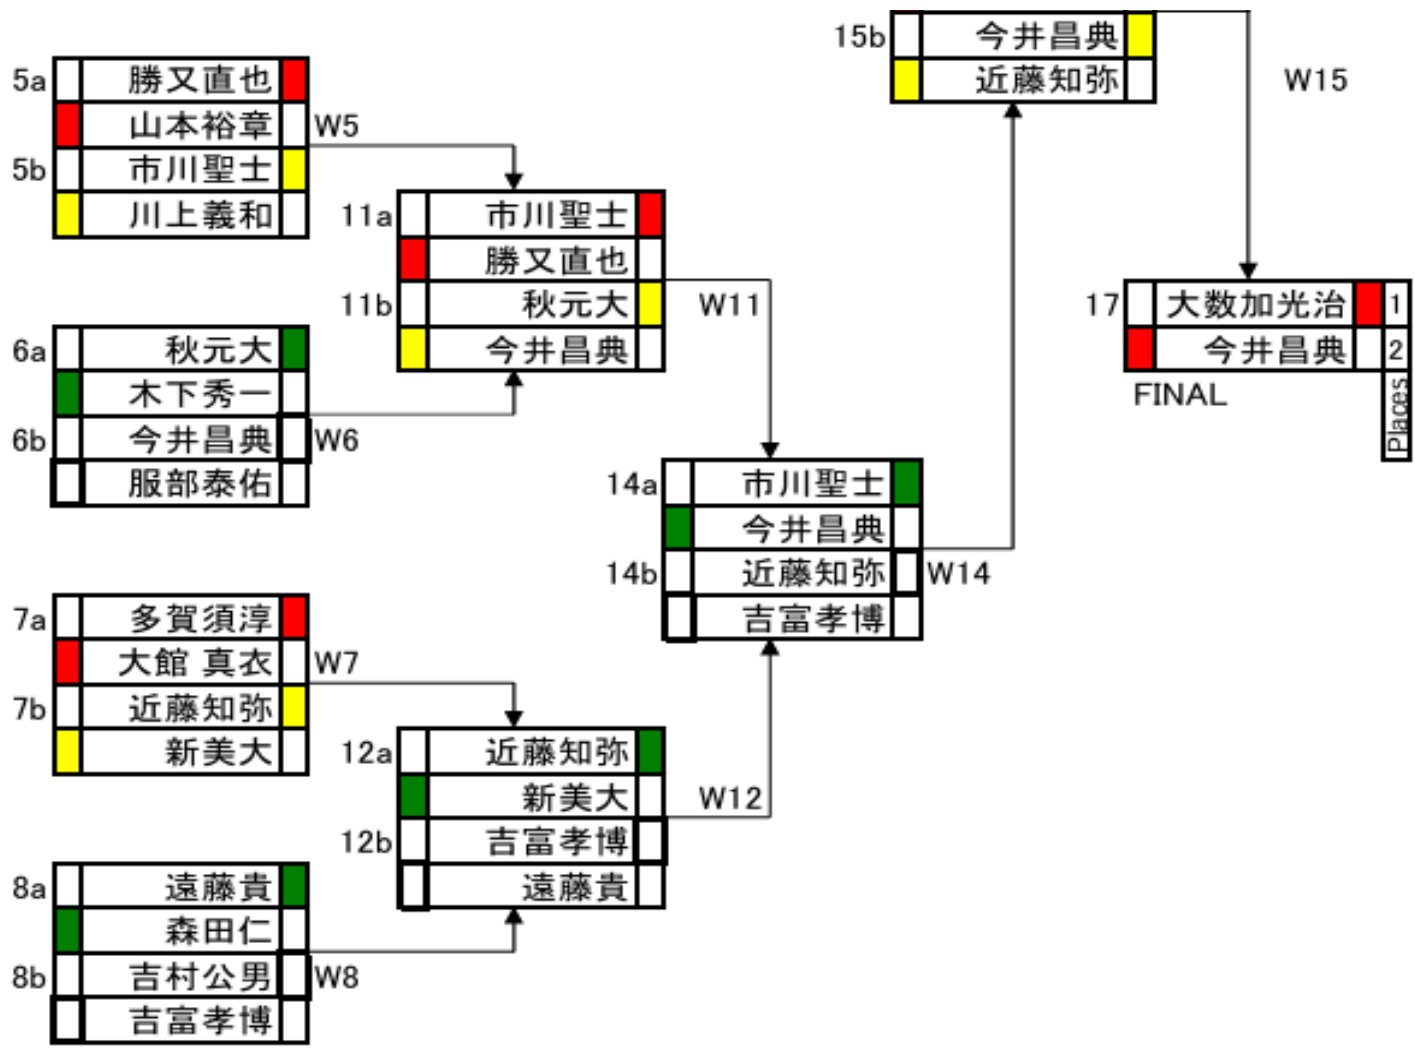 5a 勝又直也
山本裕章
5b 市川聖士
川上義和
W5
6a 秋元大
木下秀一
6b 今井昌典
服部泰佑
W6
7a 多賀須淳
大館 真衣
7b 近藤知弥
新美大
W7
8a 遠藤貴
森田仁
8b 吉村公男
吉富孝博
W8
11a 市川聖士
勝又直也
11b 秋元大
今井昌典
W11
12a 近藤知弥
新美大
12b 吉富孝博
遠藤貴
W12
14a 市川聖士
今井昌典
14b 近藤知弥
吉富孝博
W14
15b 今井昌典
近藤知弥
W15
17 大数加光治 1
今井昌典 2
FINAL
Places